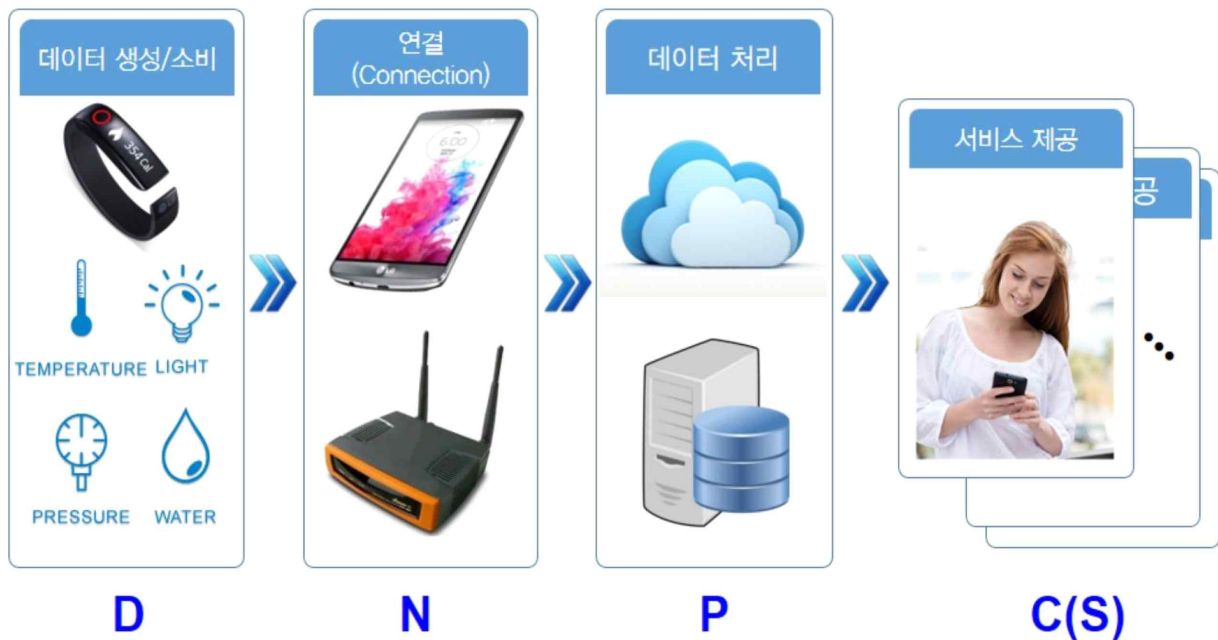 데이터 생성/소비
354 Cal
TEMPERATURE LIGHT
PRESSURE WATER
D
연결
(Connection)
6:00
LG
N
데이터 처리
P
서비스 제공
공
...
C(S)